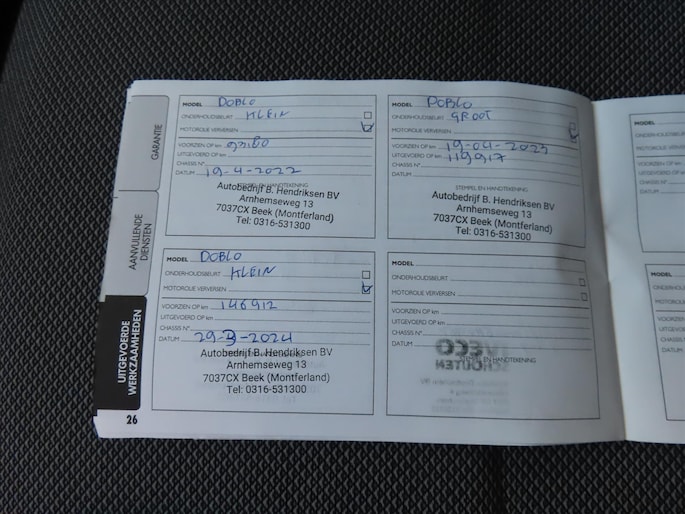 GARANTIE
AANVULLENDE DIENSTEN
UITGEVOERDE WERKZAAMHEDEN
26
MODEL DOBLO
ONDERHOUDSBEURT KLEIN
MOTOROLIE VERVERSEN
VOORZIEN OP km
UITGEVOERD OP km
CHASSIS N°
DATUM 19-4-2022
Autobedrijf B. Hendriksen BV
Arnhemseweg 13
7037CX Beek (Montferland)
Tel: 0316-531300
MODEL DOBLO
ONDERHOUDSBEURT GROOT
MOTOROLIE VERVERSEN
VOORZIEN OP km 19-04-2023
UITGEVOERD OP km 119917
CHASSIS N°
DATUM
STEMPEL EN HANDTEKENING
Autobedrijf B. Hendriksen BV
Arnhemseweg 13
7037CX Beek (Montferland)
Tel: 0316-531300
MODEL DOBLO
ONDERHOUDSBEURT KLEIN
MOTOROLIE VERVERSEN
VOORZIEN OP km 146912
UITGEVOERD OP km
CHASSIS N°
DATUM 29-3-2024
Autobedrijf B. Hendriksen BV
Arnhemseweg 13
7037CX Beek (Montferland)
Tel: 0316-531300
MODEL
ONDERHOUDSBEURT
MOTOROLIE VERVERSEN
VOORZIEN OP km
UITGEVOERD OP km
CHASSIS N°
DATUM
STEMPEL EN HANDTEKENING